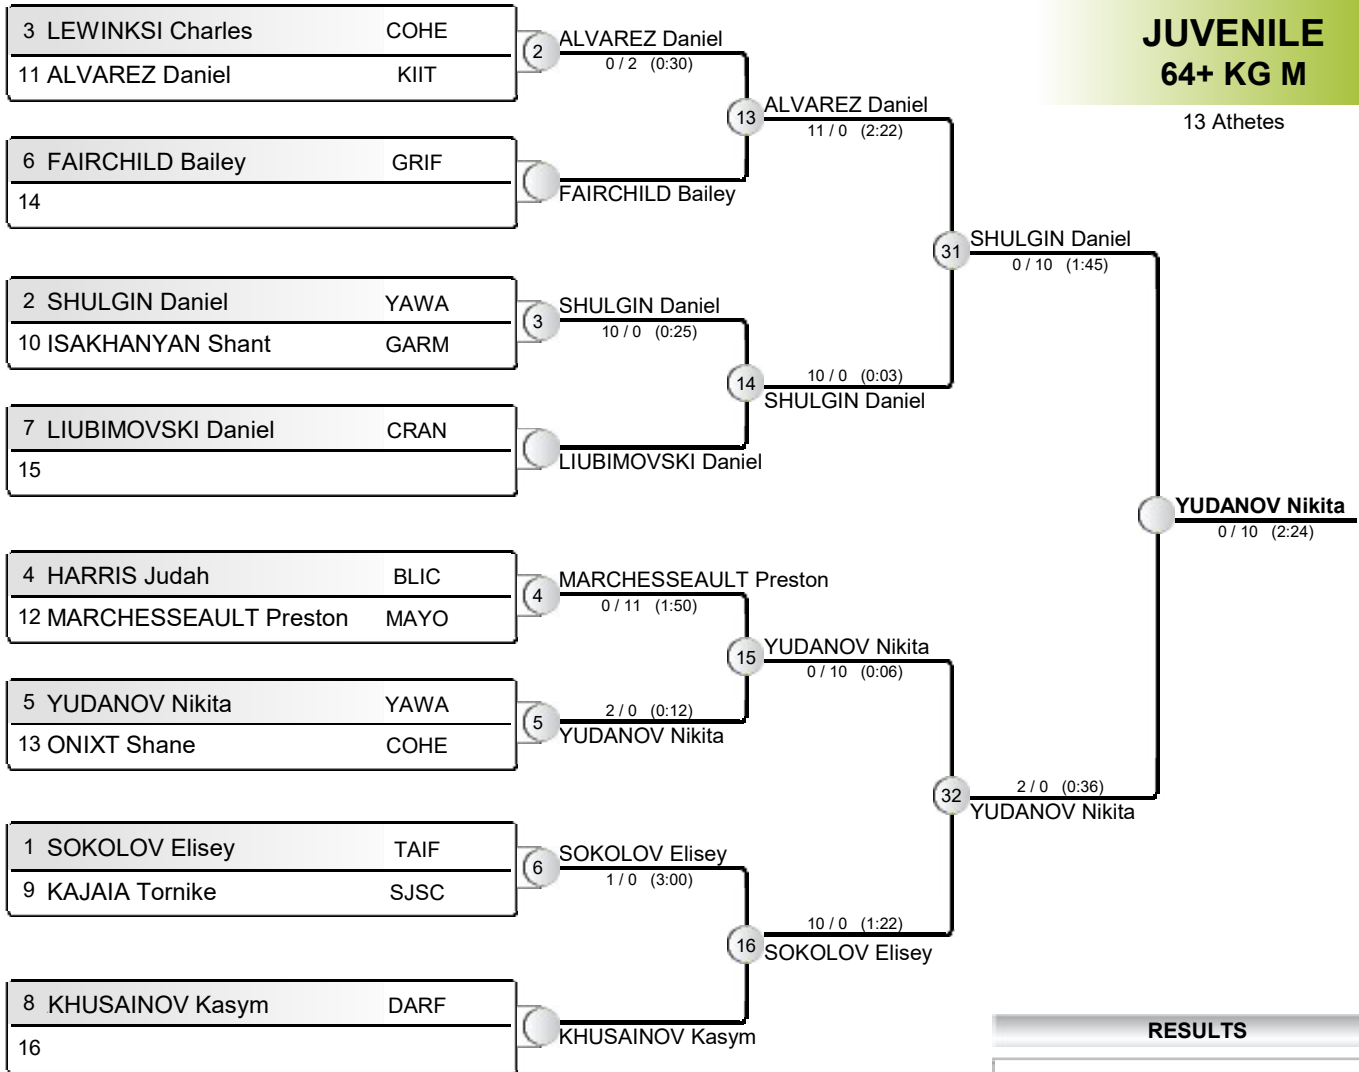 JUVENILE
64+ KG M
13 Athetes
3 LEWINKSI Charles COHE
11 ALVAREZ Daniel KIIT
2
ALVAREZ Daniel
0 / 2 (0:30)
6 FAIRCHILD Bailey GRIF
14
FAIRCHILD Bailey
13
ALVAREZ Daniel
11 / 0 (2:22)
2 SHULGIN Daniel YAWA
10 ISAKHANYAN Shant GARM
3
SHULGIN Daniel
10 / 0 (0:25)
7 LIUBIMOVSKI Daniel CRAN
15
LIUBIMOVSKI Daniel
14
10 / 0 (0:03)
SHULGIN Daniel
31
SHULGIN Daniel
0 / 10 (1:45)
4 HARRIS Judah BLIC
12 MARCHESSEAULT Preston MAYO
4
MARCHESSEAULT Preston
0 / 11 (1:50)
5 YUDANOV Nikita YAWA
13 ONIXT Shane COHE
5
2 / 0 (0:12)
YUDANOV Nikita
15
YUDANOV Nikita
0 / 10 (0:06)
1 SOKOLOV Elisey TAIF
9 KAJAIA Tornike SJSC
6
SOKOLOV Elisey
1 / 0 (3:00)
8 KHUSAINOV Kasym DARF
16
KHUSAINOV Kasym
16
10 / 0 (1:22)
SOKOLOV Elisey
32
2 / 0 (0:36)
YUDANOV Nikita
YUDANOV Nikita
0 / 10 (2:24)
RESULTS